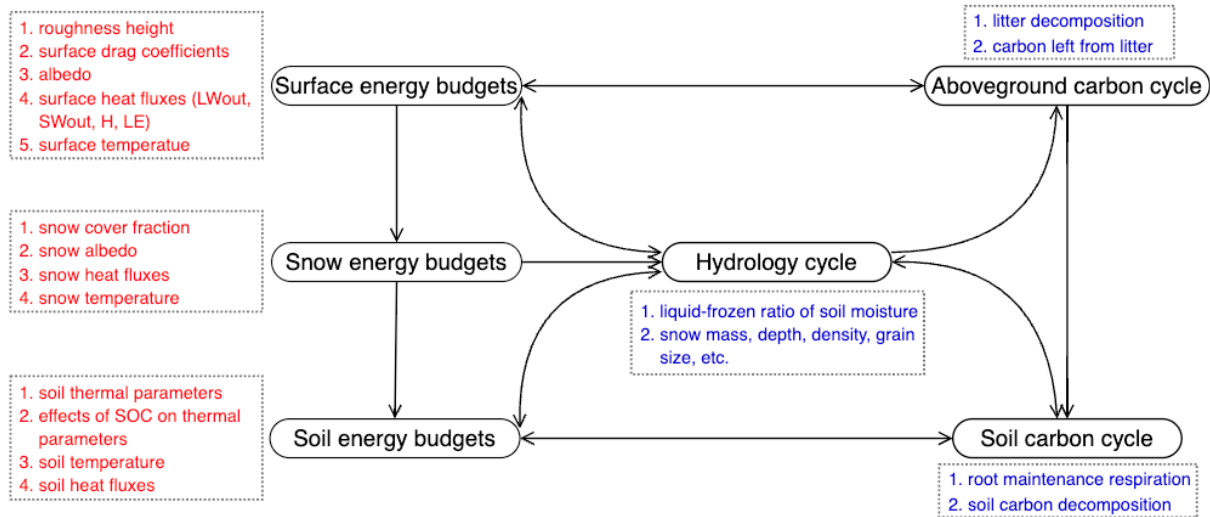 1. roughness height
2. surface drag coefficients
3. albedo
4. surface heat fluxes (LWout,
SWout, H, LE)
5. surface temperatue
Surface energy budgets
1. litter decomposition
2. carbon left from litter
Aboveground carbon cycle
1. snow cover fraction
2. snow albedo
3. snow heat fluxes
4. snow temperature
Snow energy budgets
Hydrology cycle
1. liquid-frozen ratio of soil moisture
2. snow mass, depth, density, grain
size, etc.
1. soil thermal parameters
2. effects of SOC on thermal
parameters
3. soil temperature
4. soil heat fluxes
Soil energy budgets
Soil carbon cycle
1. root maintenance respiration
2. soil carbon decomposition